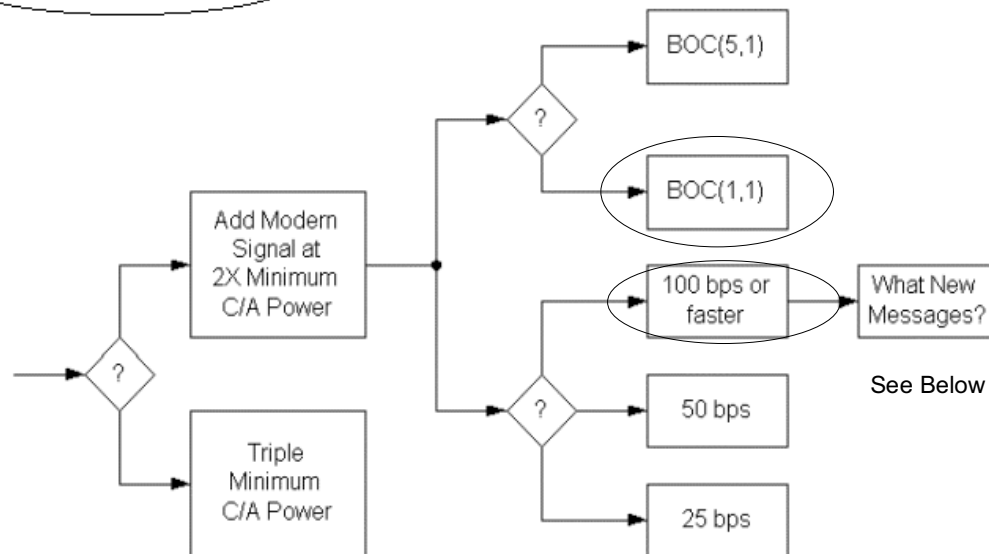 BOC(5,1)
?
BOC(1,1)
Add Modern
Signal at
2X Minimum
C/A Power
100 bps or
faster
What New
Messages?
?
See Below
?
50 bps
Triple
Minimum
C/A Power
25 bps